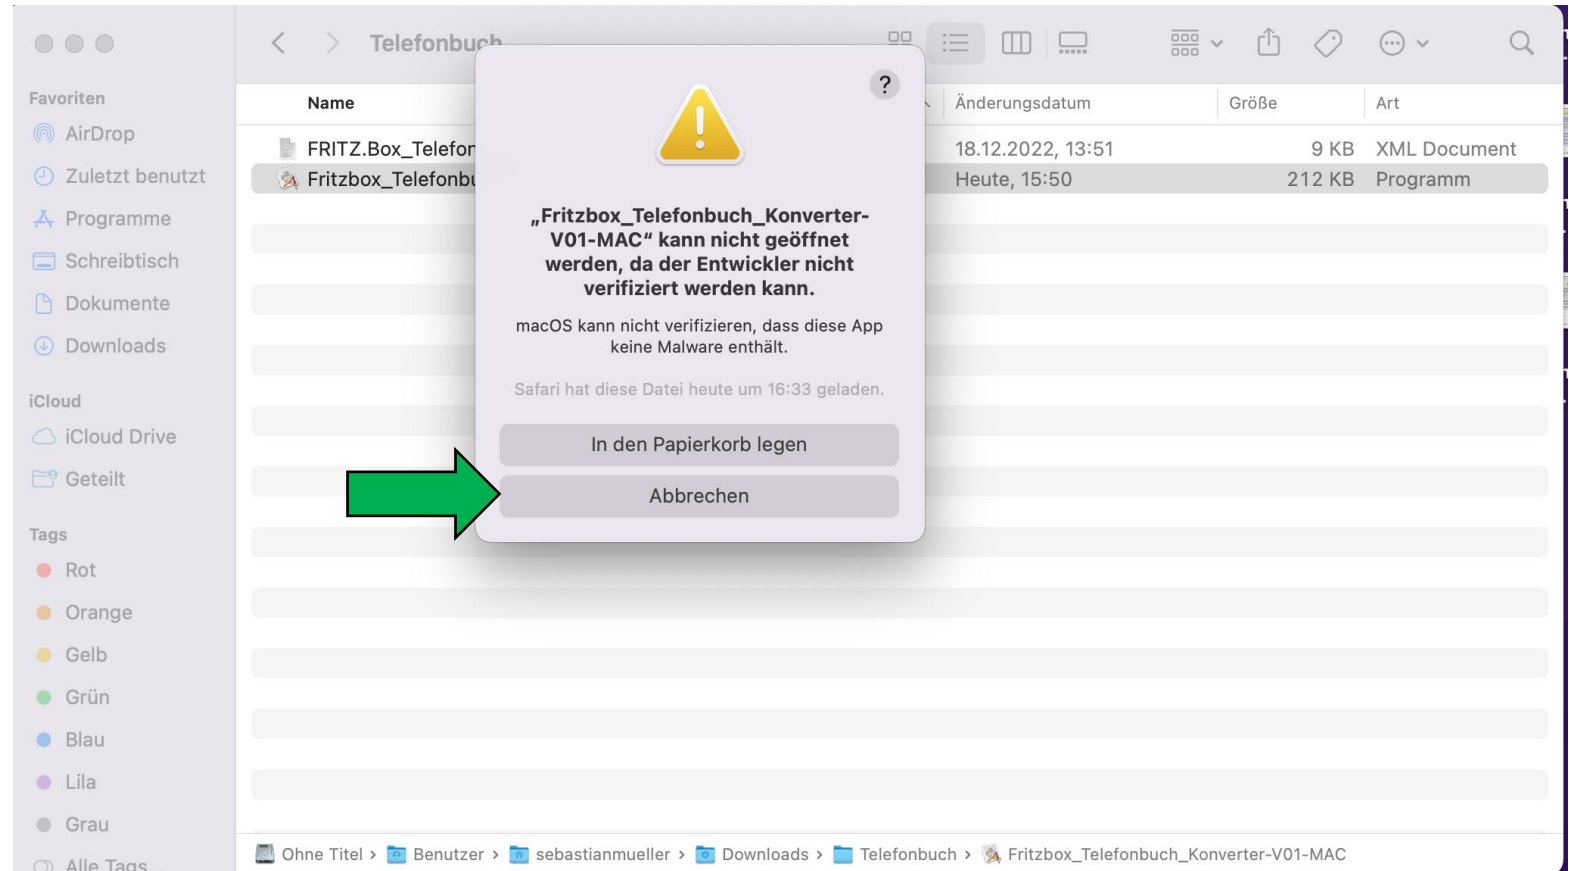 Telefonbuch
Favoriten
AirDrop
Zuletzt benutzt
Programme
Schreibtisch
Dokumente
Downloads
iCloud
iCloud Drive
Geteilt
Tags
Rot
Orange
Gelb
Grün
Blau
Lila
Grau
Alle Tags...
Name Änderungsdatum Größe Art
FRITZ.Box_Telefon 18.12.2022, 13:51 9 KB XML Document
Fritzbox_Telefonbu Heute, 15:50 212 KB Programm
?
„Fritzbox_Telefonbuch_Konverter-
V01-MAC“ kann nicht geöffnet
werden, da der Entwickler nicht
verifiziert werden kann.
macOS kann nicht verifizieren, dass diese App
keine Malware enthält.
Safari hat diese Datei heute um 16:33 geladen.
In den Papierkorb legen
Abbrechen
Ohne Titel › Benutzer › sebastianmueller › Downloads › Telefonbuch › Fritzbox_Telefonbuch_Konverter-V01-MAC